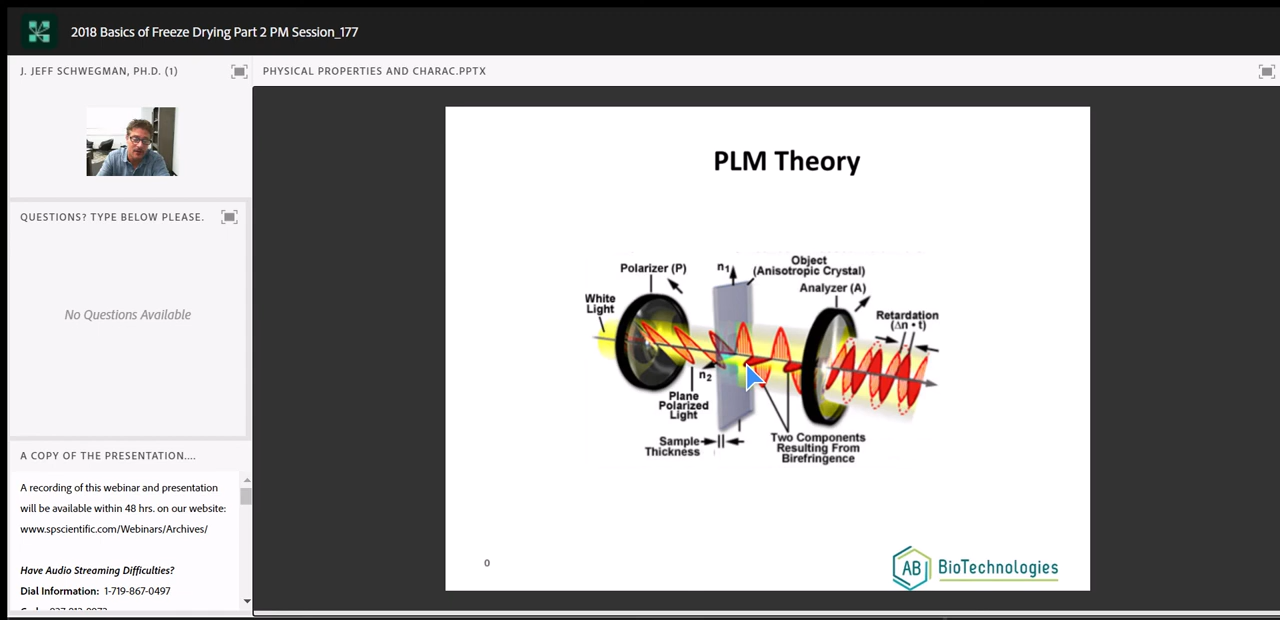 2018 Basics of Freeze Drying Part 2 PM Session_177
J. JEFF SCHWEGMAN, PH.D. (1)
PHYSICAL PROPERTIES AND CHARAC.PPTX
QUESTIONS? TYPE BELOW PLEASE.
No Questions Available
A COPY OF THE PRESENTATION....
A recording of this webinar and presentation
will be available within 48 hrs. on our website:
www.spscientific.com/Webinars/Archives/
Have Audio Streaming Difficulties?
Dial Information: 1-719-867-0497
PLM Theory
Polarizer (P)
n1
Object
(Anisotropic Crystal)
Analyzer (A)
White
Light
Retardation
(Δn • t)
n2
Plane
Polarized
Light
Sample
Thickness
Two Components
Resulting From
Birefringence
0
AB BioTechnologies